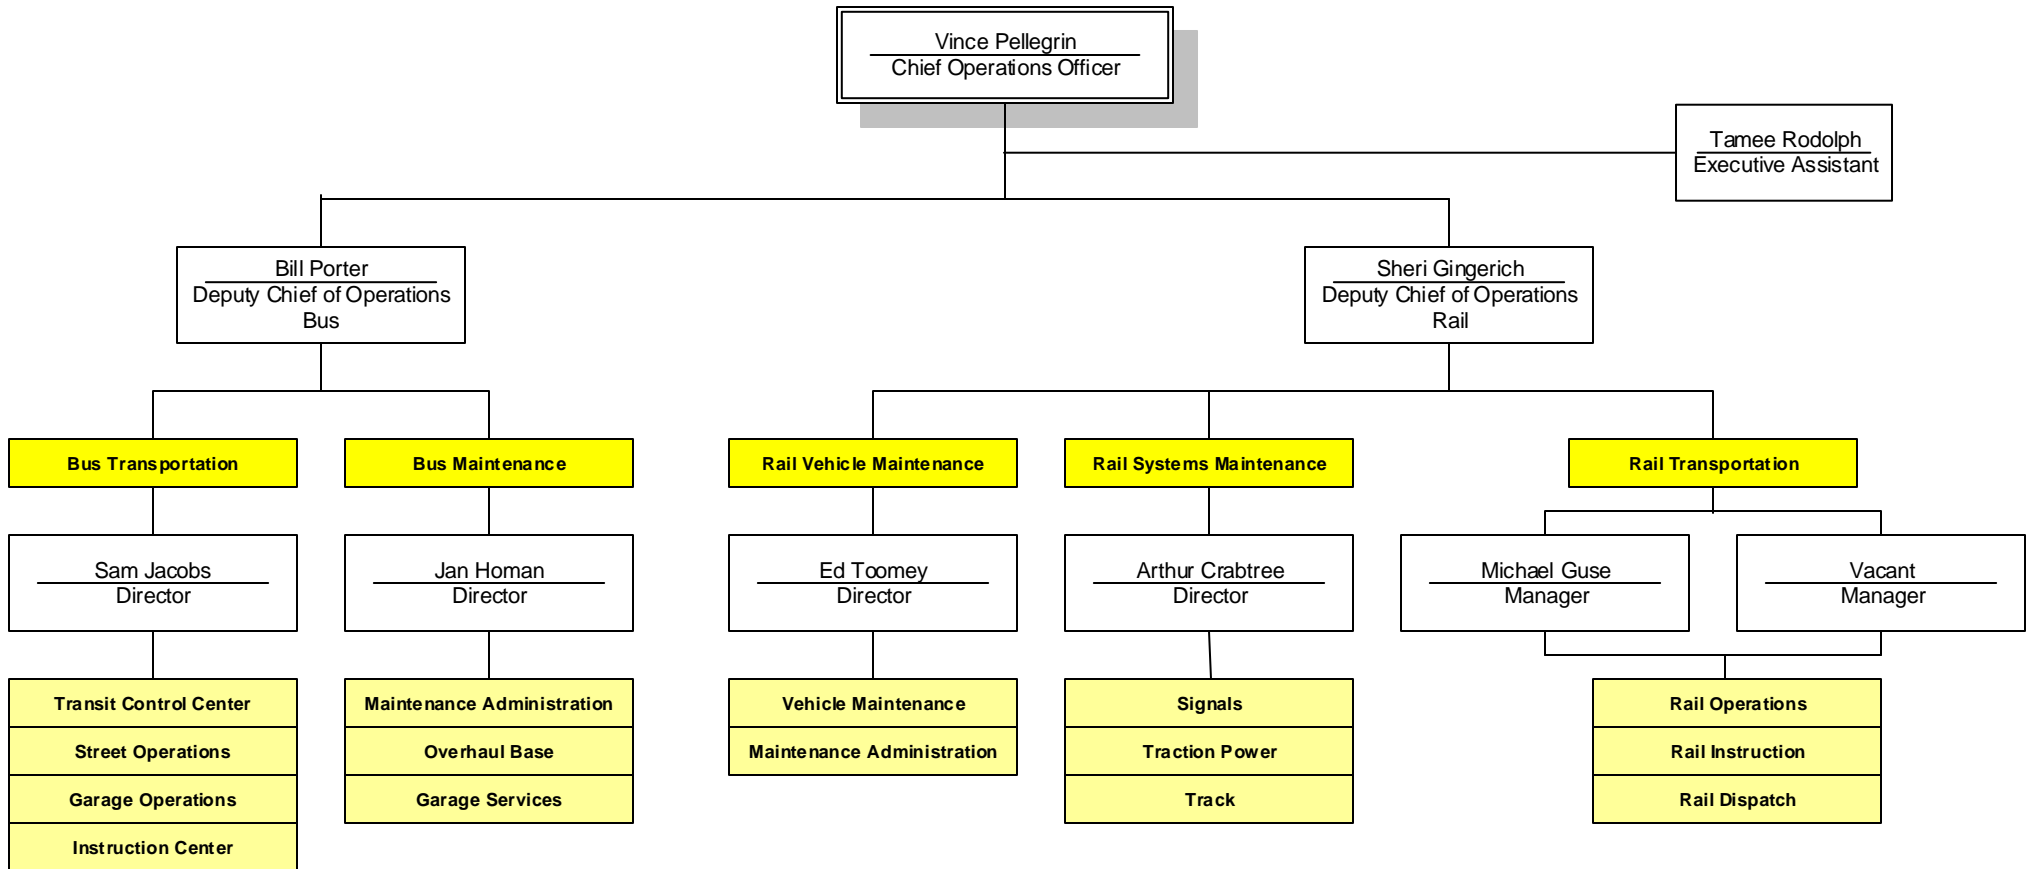 Vince Pellegrin
Chief Operations Officer
Tamee Rodolph
Executive Assistant
Bill Porter
Deputy Chief of Operations
Bus
Sheri Gingerich
Deputy Chief of Operations
Rail
Bus Transportation
Bus Maintenance
Rail Vehicle Maintenance
Rail Systems Maintenance
Rail Transportation
Sam Jacobs
Director
Jan Homan
Director
Ed Toomey
Director
Arthur Crabtree
Director
Michael Guse
Manager
Vacant
Manager
Transit Control Center
Street Operations
Garage Operations
Instruction Center
Maintenance Administration
Overhaul Base
Garage Services
Vehicle Maintenance
Maintenance Administration
Signals
Traction Power
Track
Rail Operations
Rail Instruction
Rail Dispatch